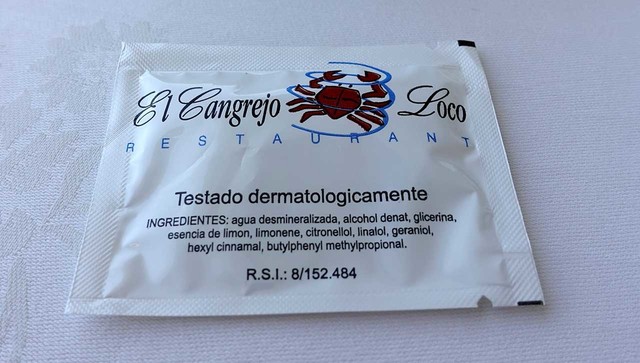 El Cangrejo Loco
RESTAURANT
Testado dermatologicamente
INGREDIENTES: agua desmineralizada, alcohol denat, glicerina,
esencia de limon, limonene, citronellol, linalol, geraniol,
hexyl cinnamal, butylphenyl methylpropional.
R.S.I.: 8/152.484